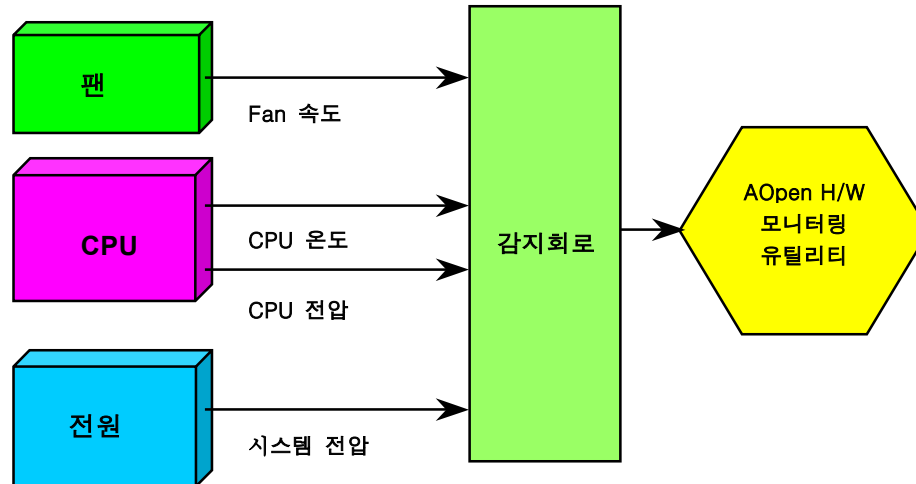 팬
Fan 속도
CPU
CPU 온도
CPU 전압
전원
시스템 전압
감지회로
AOpen H/W
모니터링
유틸리티